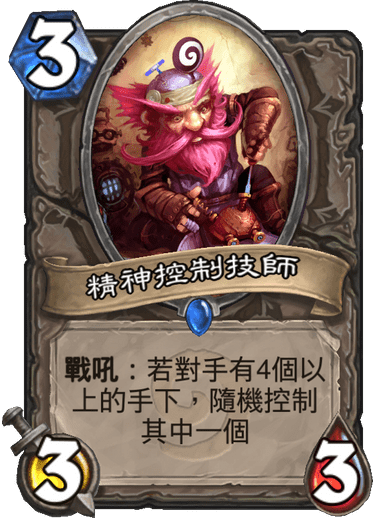 3
精神控制技師
戰吼：若對手有4個以
上的手下，隨機控制
其中一個
3
3